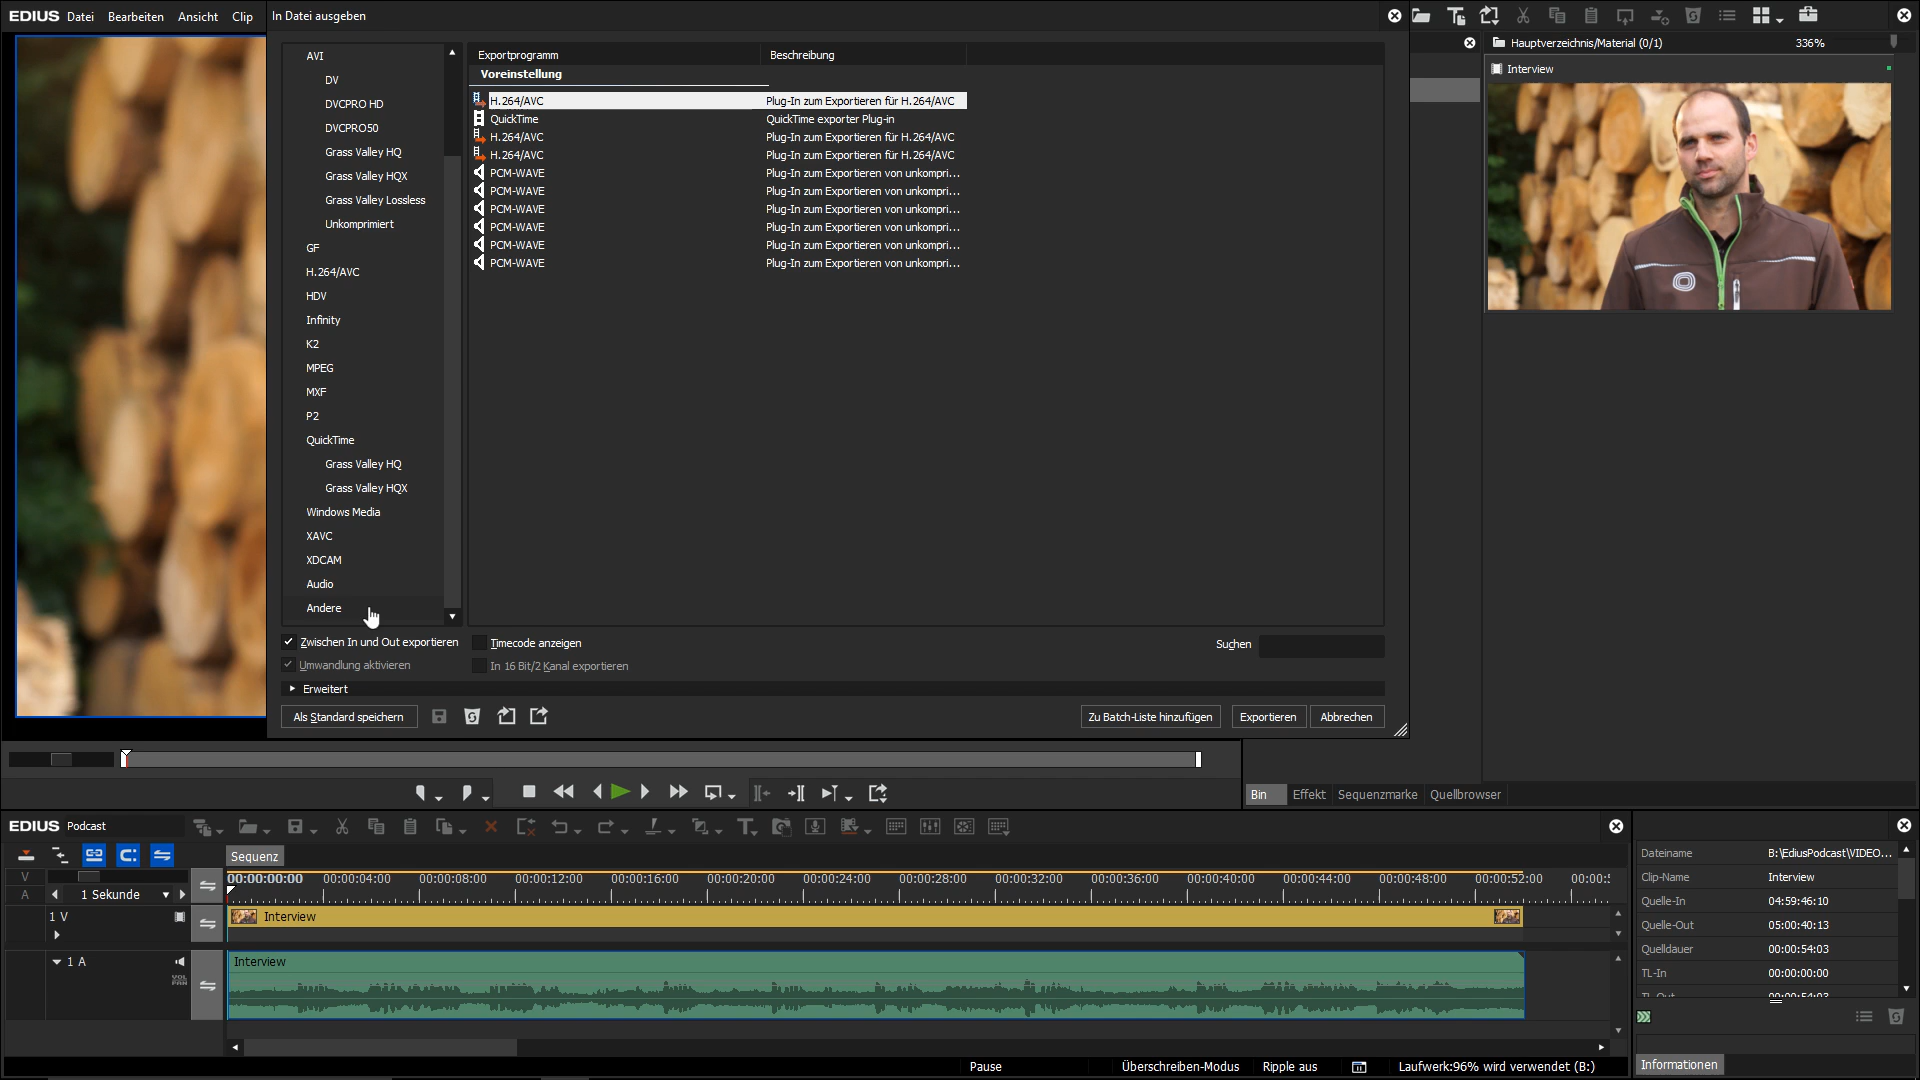 EDIUS Datei Bearbeiten Ansicht Clip
In Datei ausgeben
AVI
DV
DVCPRO HD
DVCPRO50
Grass Valley HQ
Grass Valley HQX
Grass Valley Lossless
Unkomprimiert
GF
H.264/AVC
HDV
Infinity
K2
MPEG
MXF
P2
QuickTime
Grass Valley HQ
Grass Valley HQX
Windows Media
XAVC
XDCAM
Audio
Andere
Exportprogramm Beschreibung
Voreinstellung
H.264/AVC Plug-In zum Exportieren für H.264/AVC
QuickTime QuickTime exporter Plug-in
H.264/AVC Plug-In zum Exportieren für H.264/AVC
H.264/AVC Plug-In zum Exportieren für H.264/AVC
PCM-WAVE Plug-In zum Exportieren von unkompri...
PCM-WAVE Plug-In zum Exportieren von unkompri...
PCM-WAVE Plug-In zum Exportieren von unkompri...
PCM-WAVE Plug-In zum Exportieren von unkompri...
PCM-WAVE Plug-In zum Exportieren von unkompri...
PCM-WAVE Plug-In zum Exportieren von unkompri...
Zwischen In und Out exportieren Timecode anzeigen Suchen
Umwandlung aktivieren In 16 Bit/2 Kanal exportieren
Erweitert
Als Standard speichern Zu Batch-Liste hinzufügen Exportieren Abbrechen
Hauptverzeichnis/Material (0/1) 336%
Interview
Bin Effekt Sequenzmarke Quellbrowser
EDIUS Podcast
Sequenz
V
A
1 Sekunde
00:00:00:00 00:00:04:00 00:00:08:00 00:00:12:00 00:00:16:00 00:00:20:00 00:00:24:00 00:00:28:00 00:00:32:00 00:00:36:00 00:00:40:00 00:00:44:00 00:00:48:00 00:00:52:00
1 V Interview
1 A Interview
VOL
PAN
Dateiname B:\EdiusPodcast\VIDEO...
Clip-Name Interview
Quelle-In 04:59:46:10
Quelle-Out 05:00:40:13
Quelldauer 00:00:54:03
TL-In 00:00:00:00
TL-Out 00:00:54:03
Informationen
Pause Überschreiben-Modus Ripple aus Laufwerk:96% wird verwendet (B:)